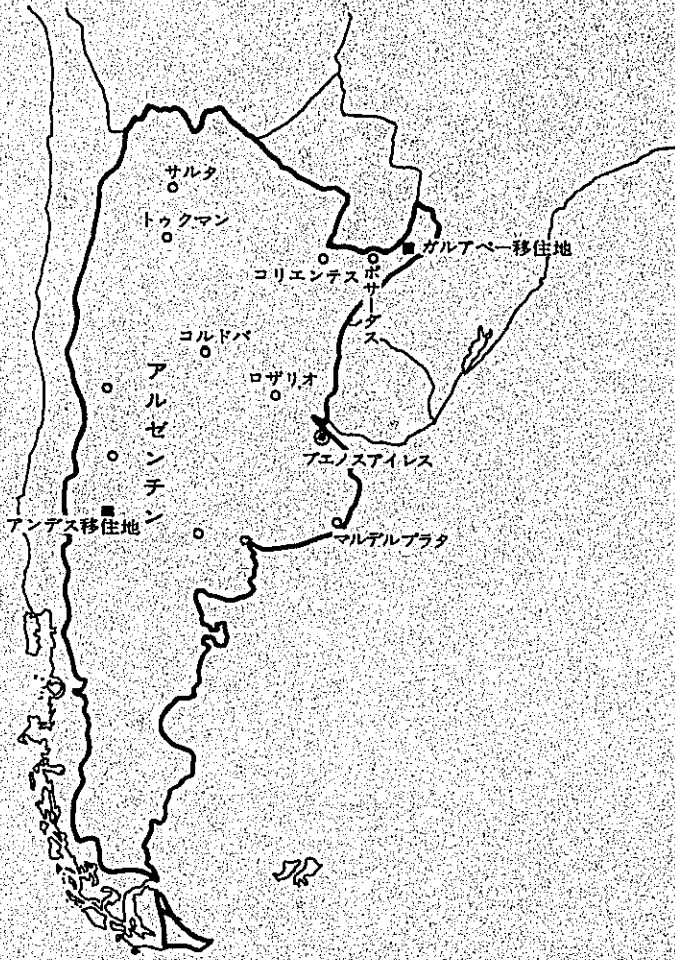 サルタ
トゥクマン
ガルアペー移住地
コリエンテス
ポサーダス
コルドバ
ロザリオ
アルゼンチン
ブエノスアイレス
アンデス移住地
マルデルプラタ